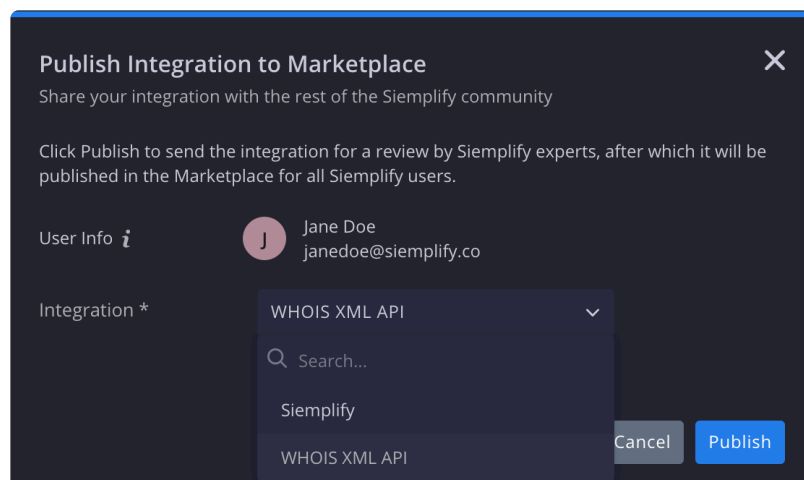 Publish Integration to Marketplace
Share your integration with the rest of the Siemplify community
Click Publish to send the integration for a review by Siemplify experts, after which it will be
published in the Marketplace for all Siemplify users.
User Info i
J
Jane Doe
janedoe@siemplify.co
Integration *
WHOIS XML API
Search...
Siemplify
WHOIS XML API
Cancel
Publish